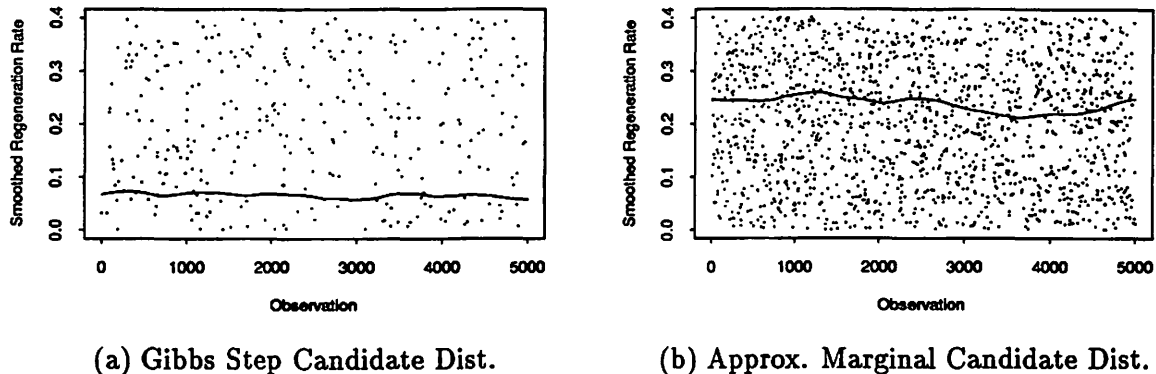 Smoothed Regeneration Rate
0.4
0.3
0.2
0.1
0.0
0 1000 2000 3000 4000 5000
Observation
(a) Gibbs Step Candidate Dist.
Smoothed Regeneration Rate
0.4
0.3
0.2
0.1
0.0
0 1000 2000 3000 4000 5000
Observation
(b) Approx. Marginal Candidate Dist.